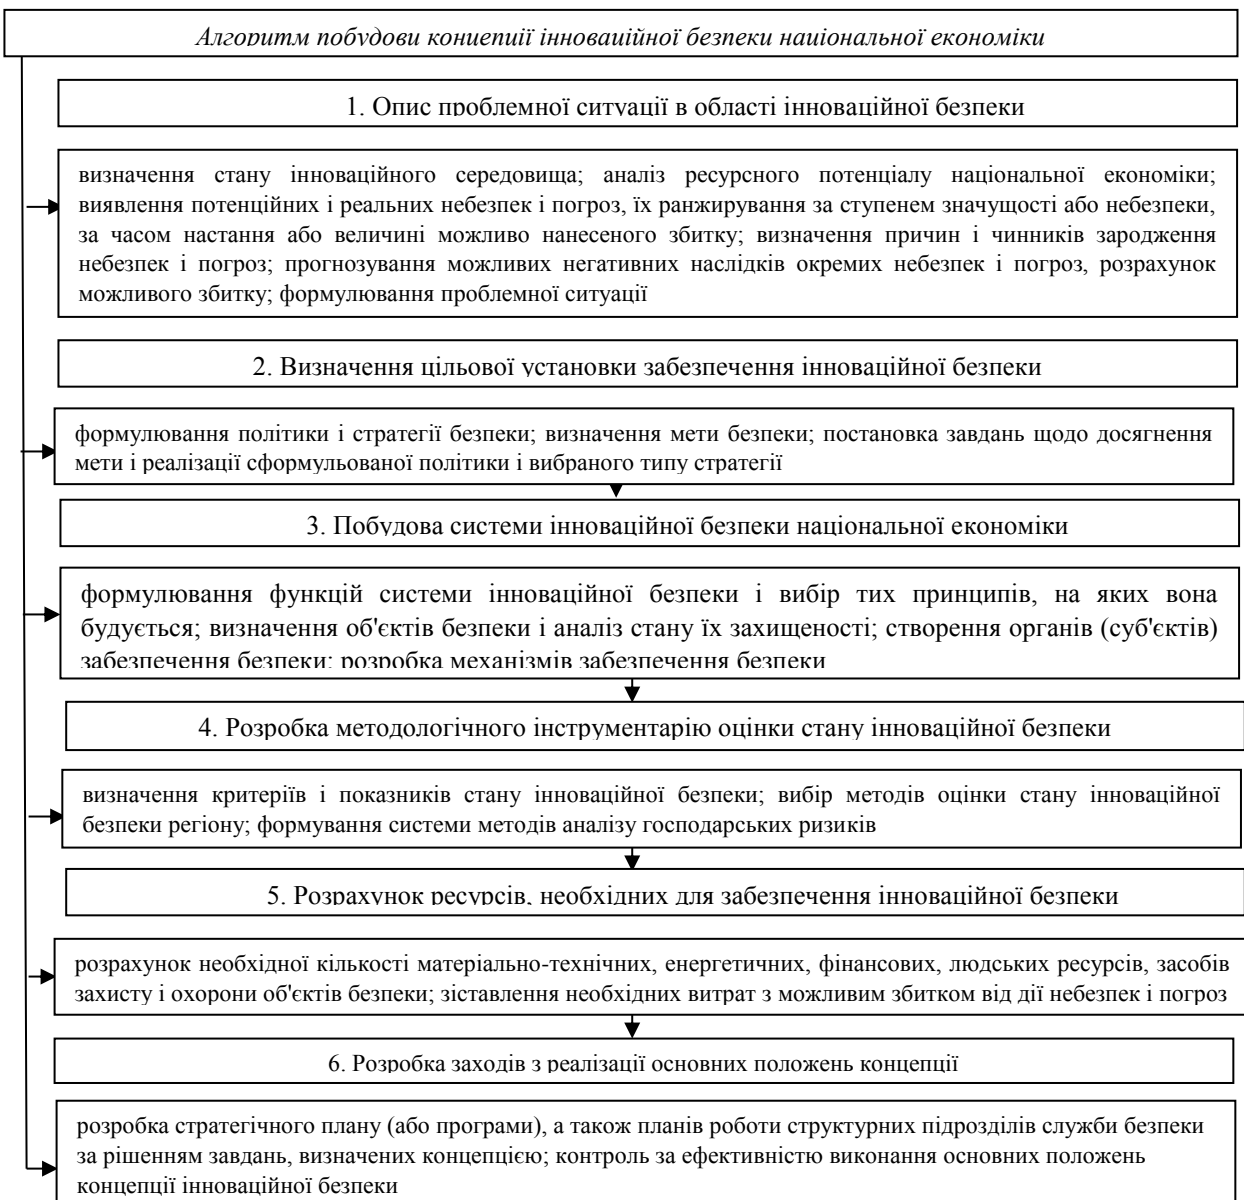 Алгоритм побудови концепції інноваційної безпеки національної економіки
1. Опис проблемної ситуації в області інноваційної безпеки
визначення стану інноваційного середовища; аналіз ресурсного потенціалу національної економіки;
виявлення потенційних і реальних небезпек і погроз, їх ранжирування за ступенем значущості або небезпеки,
за часом настання або величині можливо нанесеного збитку; визначення причин і чинників зародження
небезпек і погроз; прогнозування можливих негативних наслідків окремих небезпек і погроз, розрахунок
можливого збитку; формулювання проблемної ситуації
2. Визначення цільової установки забезпечення інноваційної безпеки
формулювання політики і стратегії безпеки; визначення мети безпеки; постановка завдань щодо досягнення
мети і реалізації сформульованої політики і вибраного типу стратегії
3. Побудова системи інноваційної безпеки національної економіки
формулювання функцій системи інноваційної безпеки і вибір тих принципів, на яких вона
будується; визначення об'єктів безпеки і аналіз стану їх захищеності; створення органів (суб'єктів)
забезпечення безпеки; розробка механізмів забезпечення безпеки
4. Розробка методологічного інструментарію оцінки стану інноваційної безпеки
визначення критеріїв і показників стану інноваційної безпеки; вибір методів оцінки стану інноваційної
безпеки регіону; формування системи методів аналізу господарських ризиків
5. Розрахунок ресурсів, необхідних для забезпечення інноваційної безпеки
розрахунок необхідної кількості матеріально-технічних, енергетичних, фінансових, людських ресурсів, засобів
захисту і охорони об'єктів безпеки; зіставлення необхідних витрат з можливим збитком від дії небезпек і погроз
6. Розробка заходів з реалізації основних положень концепції
розробка стратегічного плану (або програми), а також планів роботи структурних підрозділів служби безпеки
за рішенням завдань, визначених концепцією; контроль за ефективністю виконання основних положень
концепції інноваційної безпеки